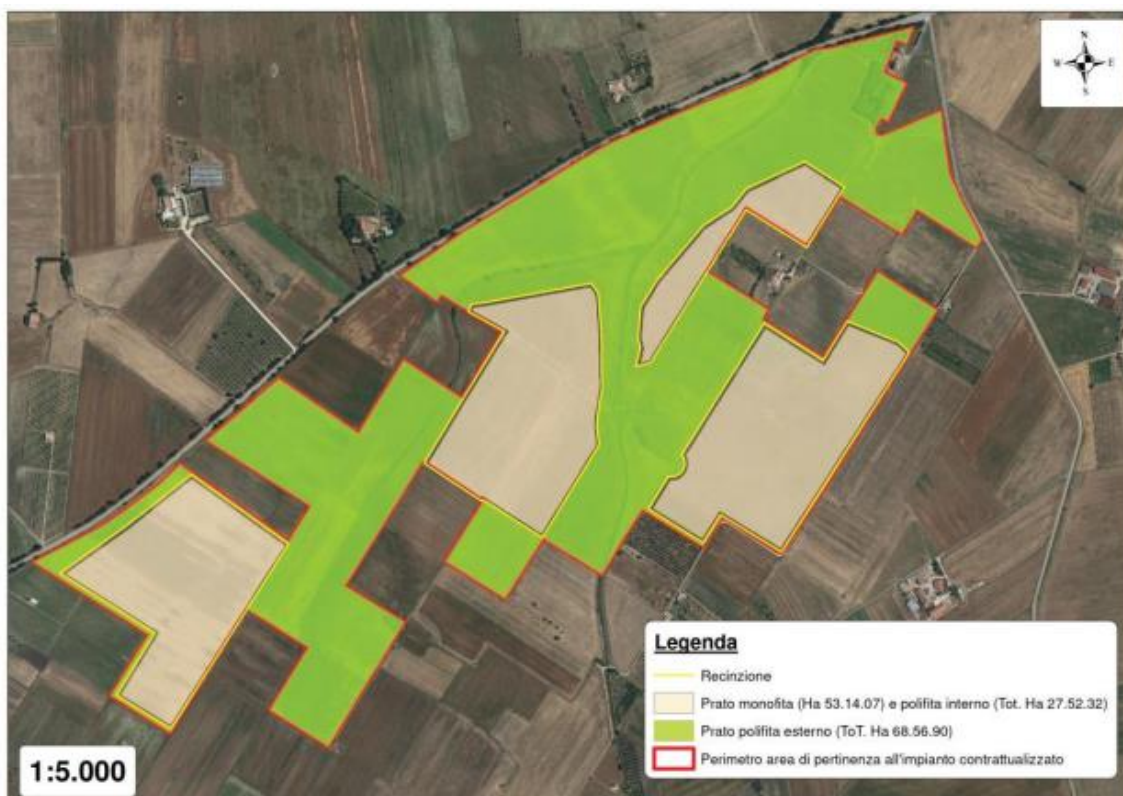 N
W E
S
Legenda
Recinzione
Prato monofita (Ha 53.14.07) e polifita interno (Tot. Ha 27.52.32)
Prato polifita esterno (ToT. Ha 68.56.90)
Perimetro area di pertinenza all'impianto contrattualizzato
1:5.000